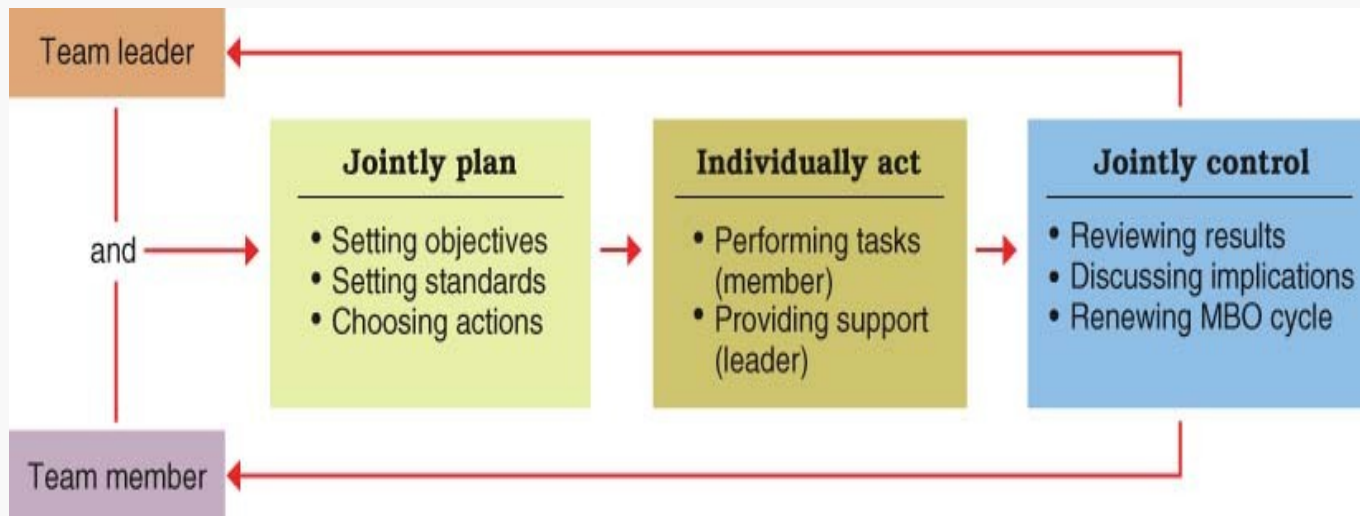 Team leader
and
Team member
Jointly plan
• Setting objectives
• Setting standards
• Choosing actions
Individually act
• Performing tasks
(member)
• Providing support
(leader)
Jointly control
• Reviewing results
• Discussing implications
• Renewing MBO cycle